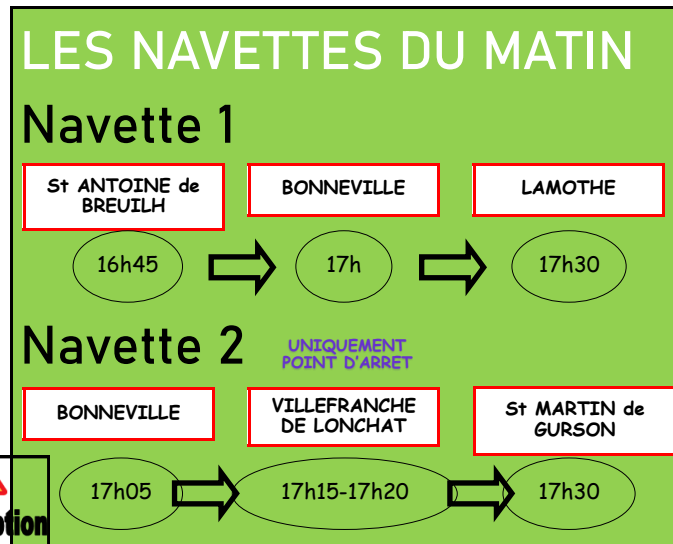 LES NAVETTES DU MATIN
Navette 1
St ANTOINE de
BREUILH
BONNEVILLE
LAMOTHE
16h45
17h
17h30
Navette 2
UNIQUEMENT
POINT D'ARRET
BONNEVILLE
VILLEFRANCHE
DE LONCHAT
St MARTIN de
GURSON
17h05
17h15-17h20
17h30